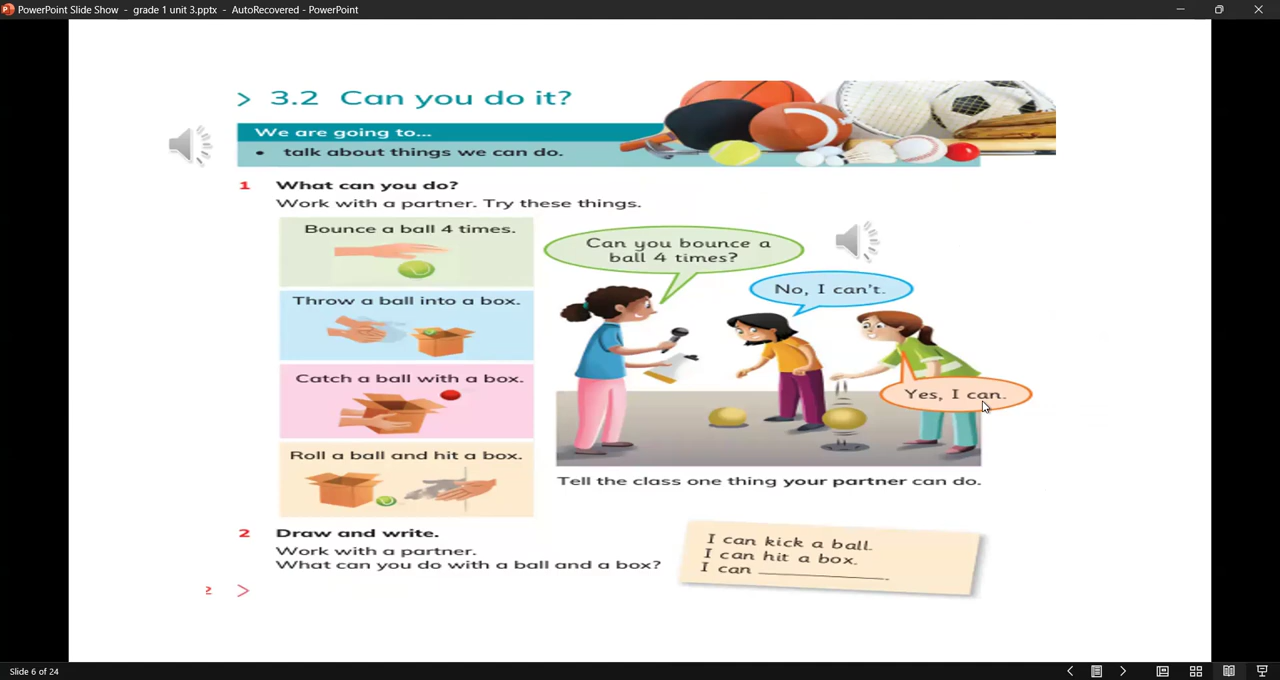 PowerPoint Slide Show - grade 1 unit 3.pptx - AutoRecovered - PowerPoint
> 3.2 Can you do it?
We are going to...
• talk about things we can do.
1 What can you do?
Work with a partner. Try these things.
Bounce a ball 4 times.
Throw a ball into a box.
Catch a ball with a box.
Roll a ball and hit a box.
Can you bounce a
ball 4 times?
No, I can't.
Yes, I can.
Tell the class one thing your partner can do.
2 Draw and write.
Work with a partner.
What can you do with a ball and a box?
I can kick a ball.
I can hit a box.
I can ____________.
2 >
Slide 6 of 24